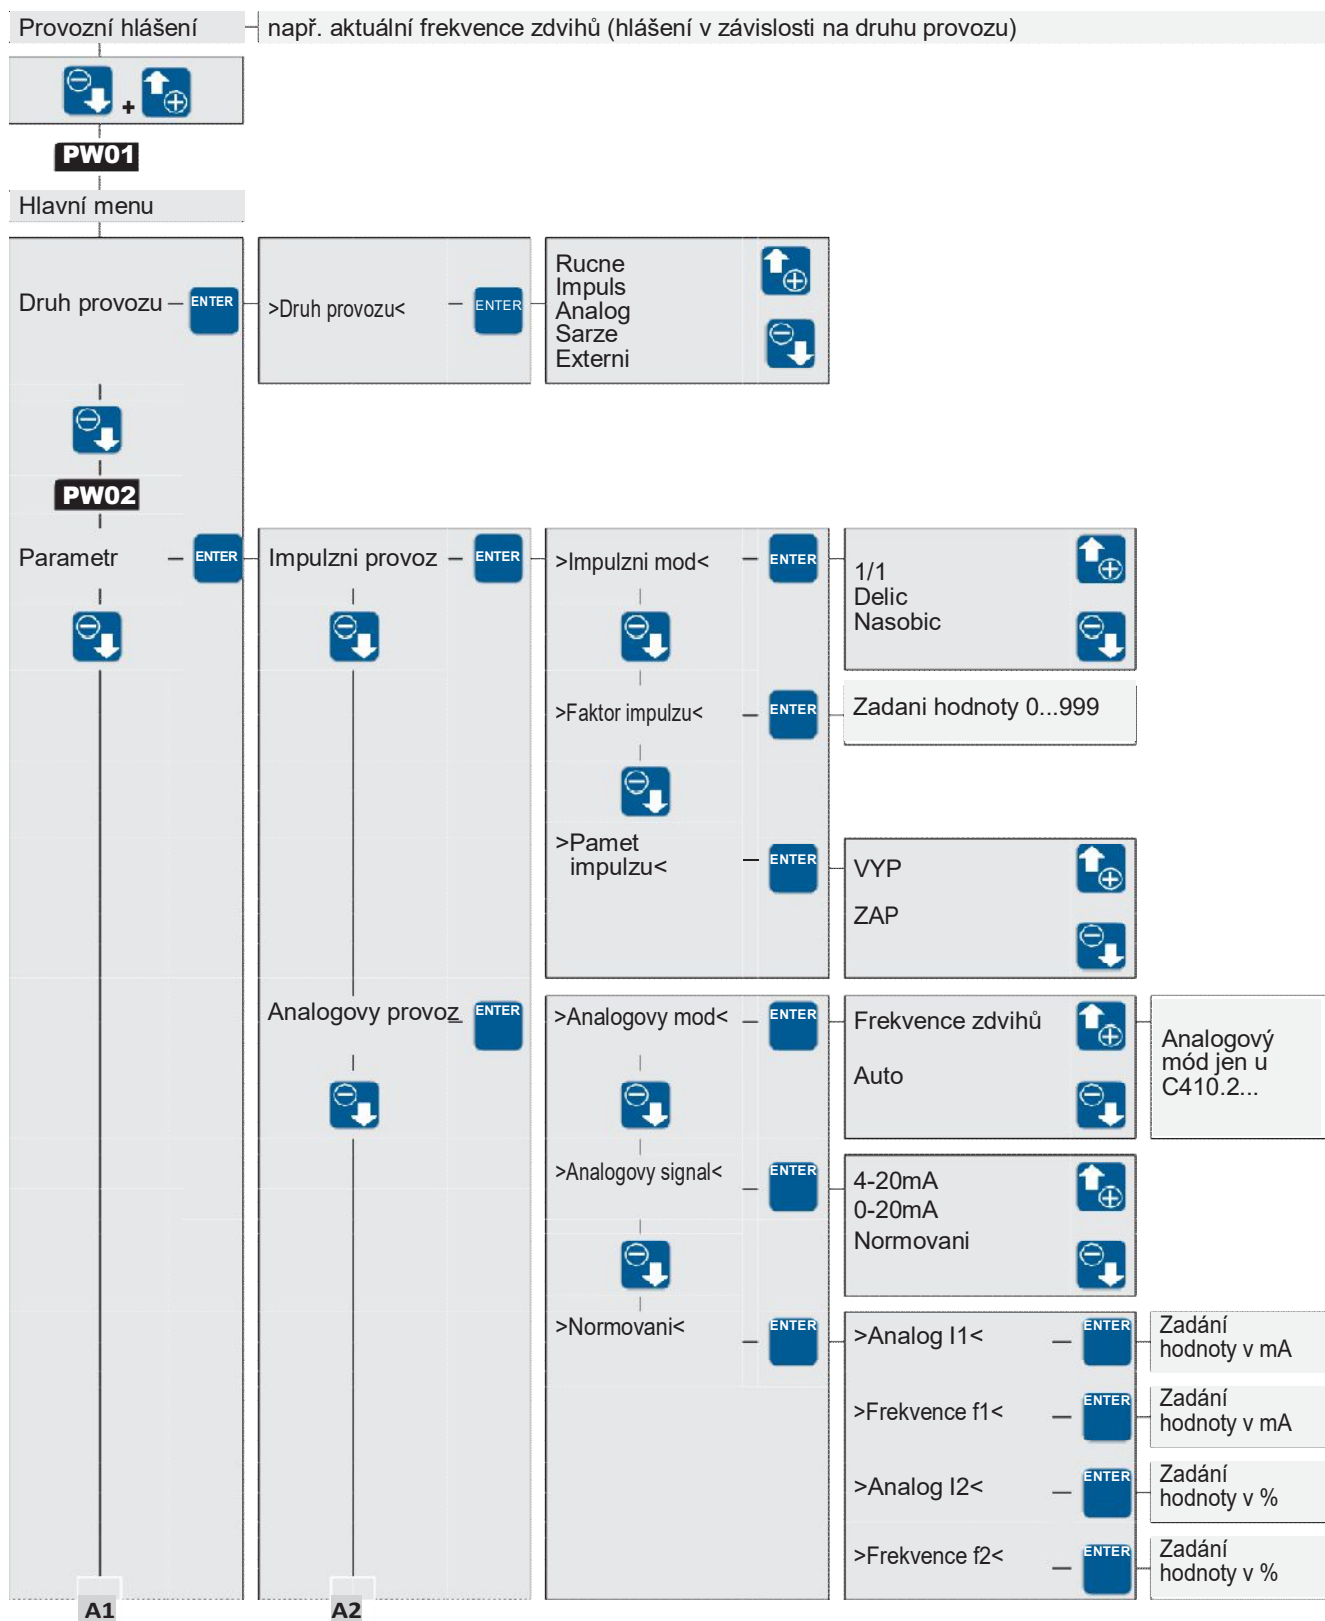 Provozní hlášení
např. aktuální frekvence zdvihů (hlášení v závislosti na druhu provozu)
+
PW01
Hlavní menu
Druh provozu
ENTER
>Druh provozu<
ENTER
Rucne
Impuls
Analog
Sarze
Externi
PW02
Parametr
ENTER
Impulzni provoz
ENTER
>Impulzni mod<
ENTER
1/1
Delic
Nasobic
>Faktor impulzu<
ENTER
Zadani hodnoty 0...999
>Pamet
impulzu<
ENTER
VYP
ZAP
Analogovy provoz
ENTER
>Analogovy mod<
ENTER
Frekvence zdvihů
Auto
Analogový
mód jen u
C410.2...
>Analogovy signal<
ENTER
4-20mA
0-20mA
Normovani
>Normovani<
ENTER
>Analog I1<
ENTER
Zadání
hodnoty v mA
>Frekvence f1<
ENTER
Zadání
hodnoty v mA
>Analog I2<
ENTER
Zadání
hodnoty v %
>Frekvence f2<
ENTER
Zadání
hodnoty v %
A1
A2